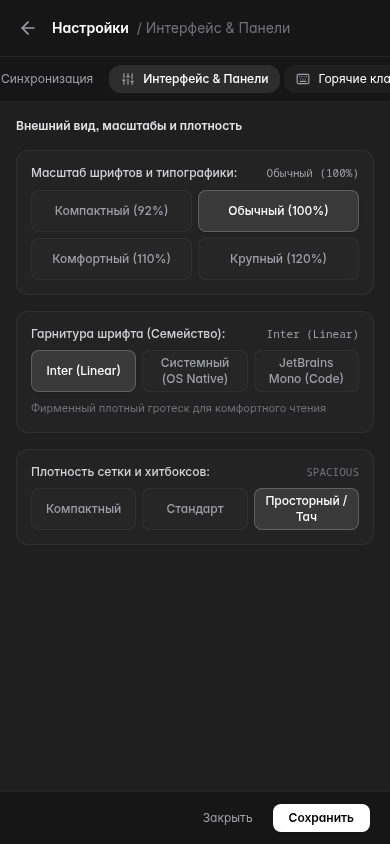 Настройки / Интерфейс & Панели
Синхронизация Интерфейс & Панели Горячие кла
Внешний вид, масштабы и плотность
Масштаб шрифтов и типографики: Обычный (100%)
Компактный (92%) Обычный (100%)
Комфортный (110%) Крупный (120%)
Гарнитура шрифта (Семейство): Inter (Linear)
Inter (Linear) Системный (OS Native) JetBrains Mono (Code)
Фирменный плотный гротеск для комфортного чтения
Плотность сетки и хитбоксов: SPACIOUS
Компактный Стандарт Просторный / Тач
Закрыть Сохранить